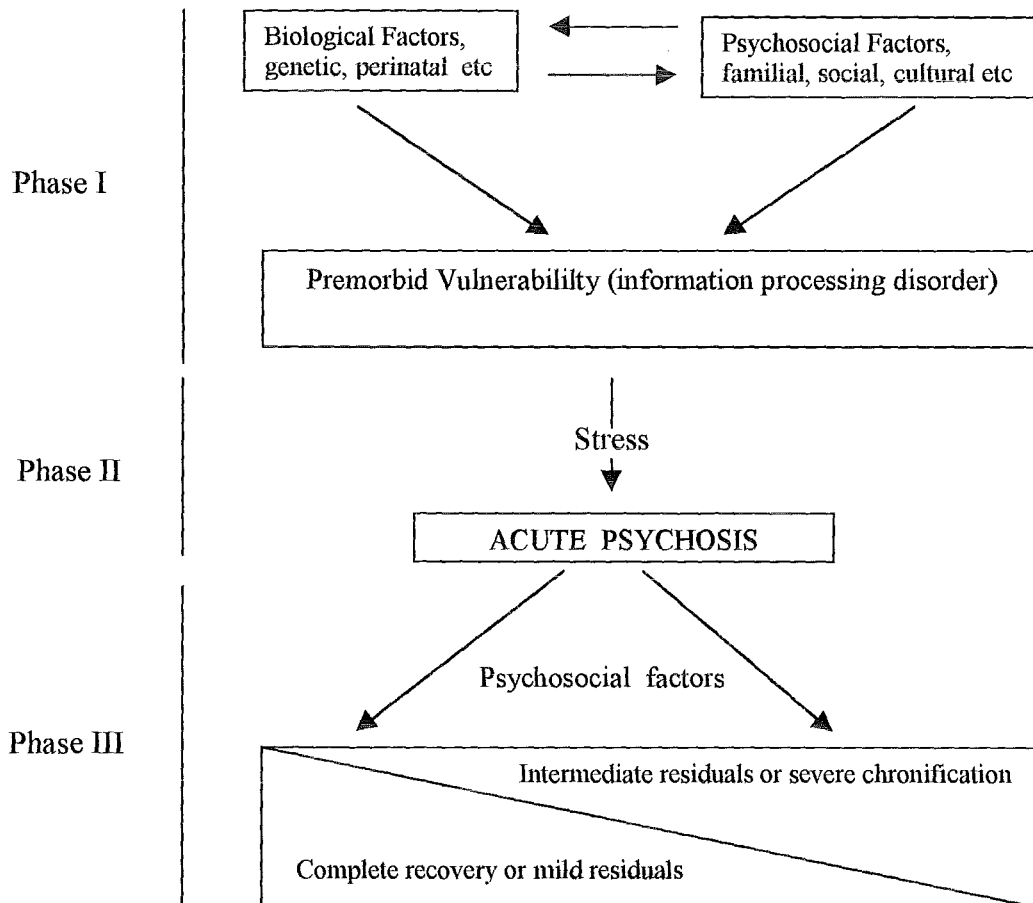 Biological Factors,
genetic, perinatal etc
Psychosocial Factors,
familial, social, cultural etc
Phase I
Premorbid Vulnerabililty (information processing disorder)
Stress
Phase II
ACUTE PSYCHOSIS
Psychosocial factors
Phase III
Intermediate residuals or severe chronification
Complete recovery or mild residuals